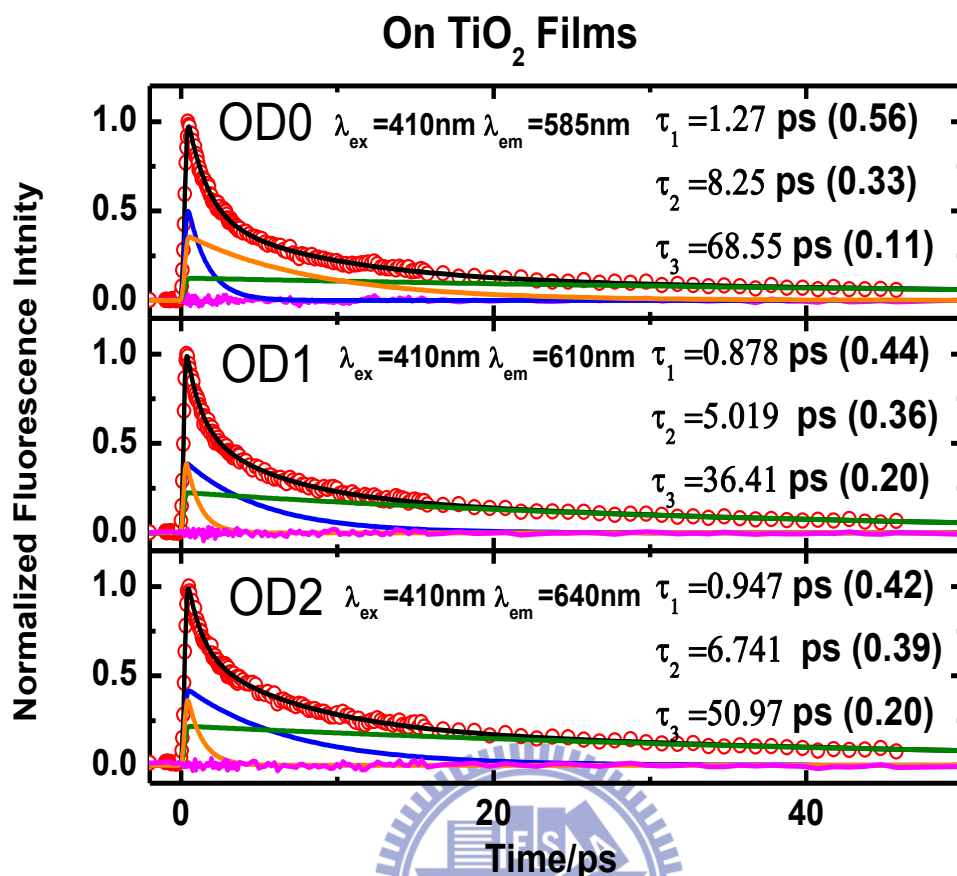 On TiO₂ Films
Normalized Fluorescence Intnity
1.0
0.5
0.0
OD0 λex =410nm λem =585nm
τ1 =1.27 ps (0.56)
τ2 =8.25 ps (0.33)
τ3 =68.55 ps (0.11)
1.0
0.5
0.0
OD1 λex =410nm λem =610nm
τ1 =0.878 ps (0.44)
τ2 =5.019 ps (0.36)
τ3 =36.41 ps (0.20)
1.0
0.5
0.0
OD2 λex =410nm λem =640nm
τ1 =0.947 ps (0.42)
τ2 =6.741 ps (0.39)
τ3 =50.97 ps (0.20)
0 20 40
Time/ps